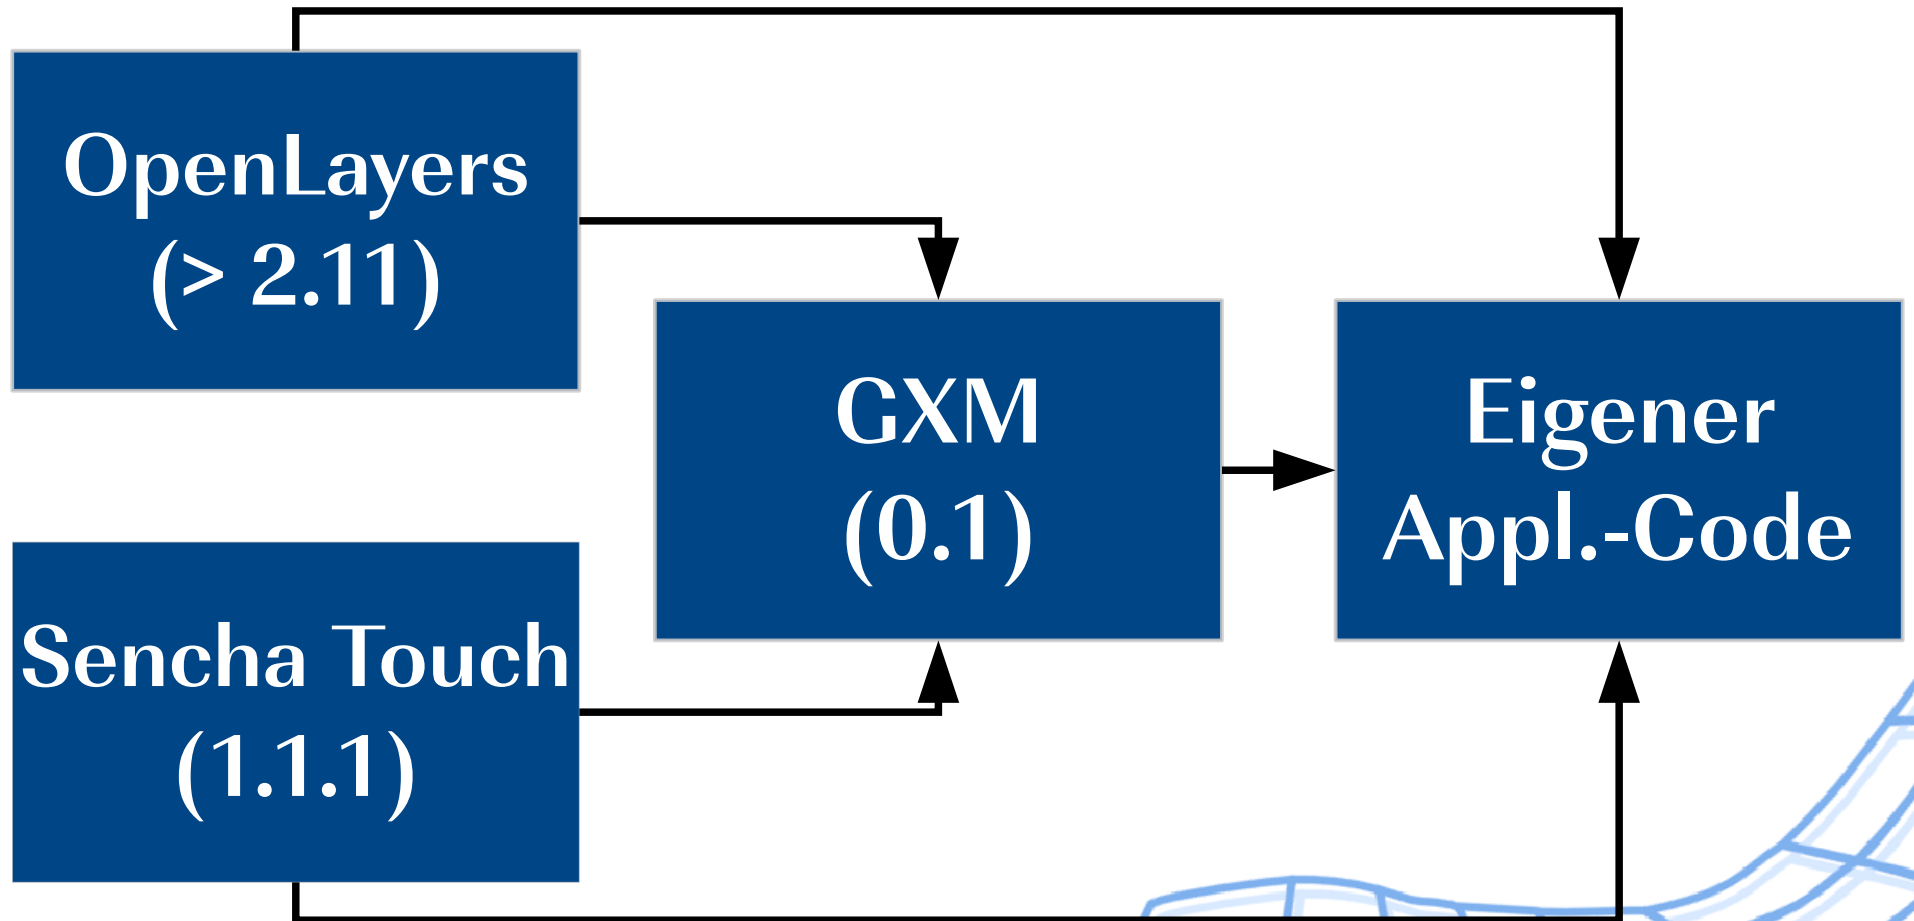 OpenLayers
(> 2.11)
GXM
(0.1)
Eigener
Appl.-Code
Sencha Touch
(1.1.1)